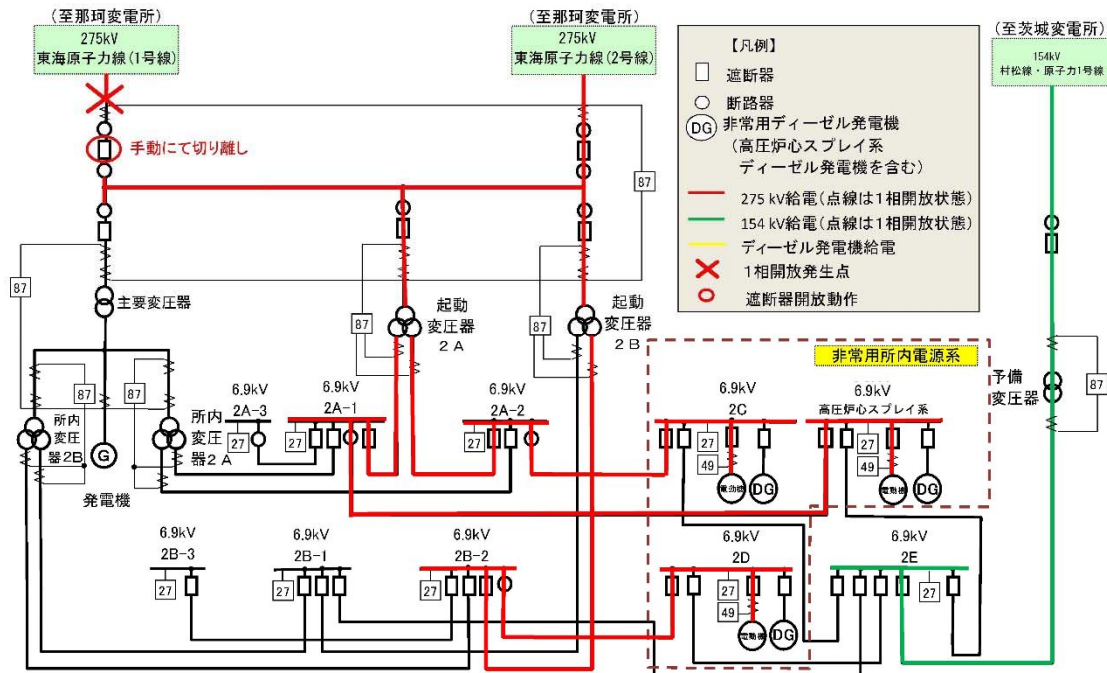 (至那珂変電所)
275kV
東海原子力線(1号線)
(至那珂変電所)
275kV
東海原子力線(2号線)
(至茨城変電所)
154kV
村松線・原子力1号線
【凡例】
遮断器
断路器
DG
非常用ディーゼル発電機
(高圧炉心スプレイ系
ディーゼル発電機を含む)
275 kV給電(点線は1相開放状態)
154 kV給電(点線は1相開放状態)
ディーゼル発電機給電
1相開放発生点
遮断器開放動作
手動にて切り離し
87
87
主要変圧器
87
起動
変圧器
2A
87
起動
変圧器
2B
非常用所内電源系
予備
変圧器
87
87
87
所内
変圧
器2B
G
発電機
所内
変圧
器2A
6.9kV
2A-3
27
6.9kV
2A-1
27
6.9kV
2A-2
27
6.9kV
2C
27
49
電動機
DG
6.9kV
高圧炉心スプレイ系
27
49
電動機
DG
6.9kV
2B-3
27
6.9kV
2B-1
27
6.9kV
2B-2
27
6.9kV
2D
27
49
電動機
DG
6.9kV
2E
27